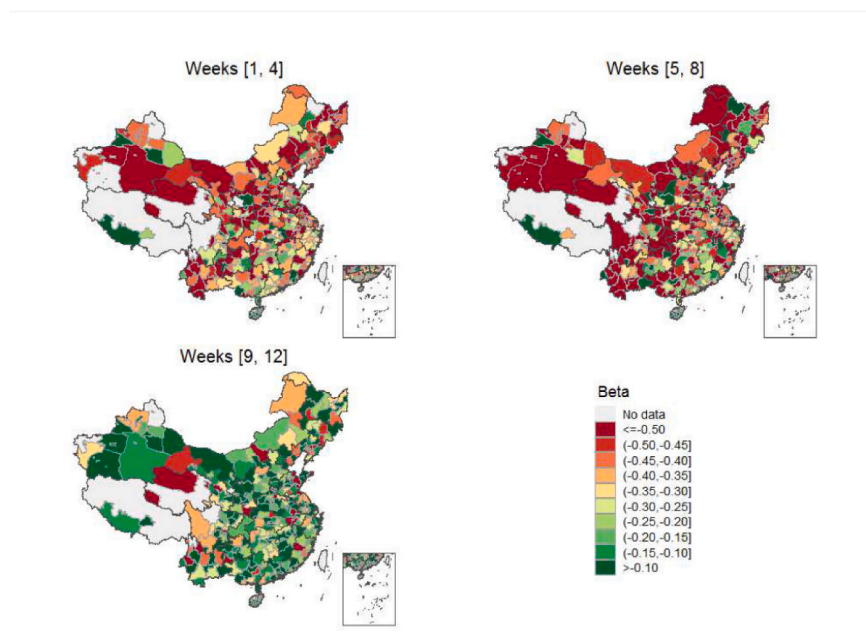 Weeks [1, 4]
Weeks [5, 8]
Weeks [9, 12]
Beta
No data
<=-0.50
(-0.50,-0.45]
(-0.45,-0.40]
(-0.40,-0.35]
(-0.35,-0.30]
(-0.30,-0.25]
(-0.25,-0.20]
(-0.20,-0.15]
(-0.15,-0.10]
>-0.10